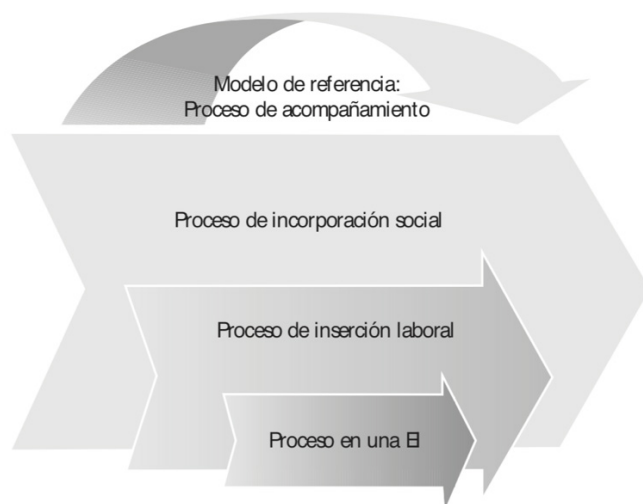 Modelo de referencia:
Proceso de acompañamiento
Proceso de incorporación social
Proceso de inserción laboral
Proceso en una EI